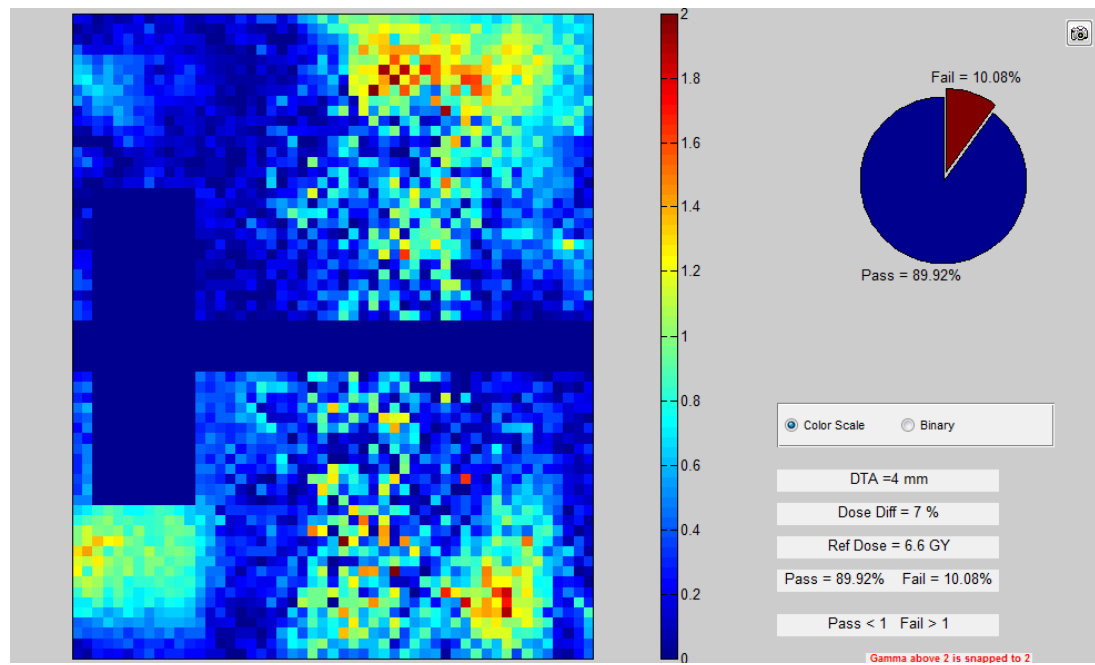 2
1.8
1.6
1.4
1.2
1
0.8
0.6
0.4
0.2
0
Fail = 10.08%
Pass = 89.92%
Color Scale Binary
DTA =4 mm
Dose Diff = 7 %
Ref Dose = 6.6 GY
Pass = 89.92% Fail = 10.08%
Pass < 1 Fail > 1
Gamma above 2 is snapped to 2